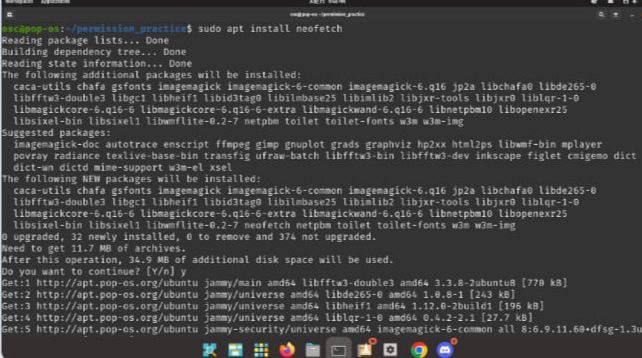 osc@pop-os: ~/permission_practice
osc@pop-os:~/permission_practice$ sudo apt install neofetch
Reading package lists... Done
Building dependency tree... Done
Reading state information... Done
The following additional packages will be installed:
caca-utils chafa gsfonts imagemagick imagemagick-6-common imagemagick-6.q16 jp2a libchafa0 libde265-0
libfftw3-double3 libgc1 libheif1 libid3tag0 libilmbase25 libimlib2 libjxr-tools libjxr0 liblqr-1-0
libmagickcore-6.q16-6 libmagickcore-6.q16-6-extra libmagickwand-6.q16-6 libnetpbm10 libopenexr25
libsixel-bin libsixel1 libwmflite-0.2-7 netpbm toilet toilet-fonts w3m w3m-img
Suggested packages:
imagemagick-doc autotrace enscript ffmpeg gimp gnuplot grads graphviz hp2xx html2ps libwmf-bin mplayer
povray radiance texlive-base-bin transfig ufraw-batch libfftw3-bin libfftw3-dev inkscape figlet cmigemo dict
dict-wn dictd mime-support w3m-el xsel
The following NEW packages will be installed:
caca-utils chafa gsfonts imagemagick imagemagick-6-common imagemagick-6.q16 jp2a libchafa0 libde265-0
libfftw3-double3 libgc1 libheif1 libid3tag0 libilmbase25 libimlib2 libjxr-tools libjxr0 liblqr-1-0
libmagickcore-6.q16-6 libmagickcore-6.q16-6-extra libmagickwand-6.q16-6 libnetpbm10 libopenexr25
libsixel-bin libsixel1 libwmflite-0.2-7 neofetch netpbm toilet toilet-fonts w3m w3m-img
0 upgraded, 32 newly installed, 0 to remove and 374 not upgraded.
Need to get 11.7 MB of archives.
After this operation, 34.9 MB of additional disk space will be used.
Do you want to continue? [Y/n] y
Get:1 http://apt.pop-os.org/ubuntu jammy/main amd64 libfftw3-double3 amd64 3.3.8-2ubuntu8 [770 kB]
Get:2 http://apt.pop-os.org/ubuntu jammy/universe amd64 libde265-0 amd64 1.0.8-1 [243 kB]
Get:3 http://apt.pop-os.org/ubuntu jammy/universe amd64 libheif1 amd64 1.12.0-2build1 [196 kB]
Get:4 http://apt.pop-os.org/ubuntu jammy/universe amd64 liblqr-1-0 amd64 0.4.2-2.1 [27.7 kB]
Get:5 http://apt.pop-os.org/ubuntu jammy-security/universe amd64 imagemagick-6-common all 8:6.9.11.60+dfsg-1.3u